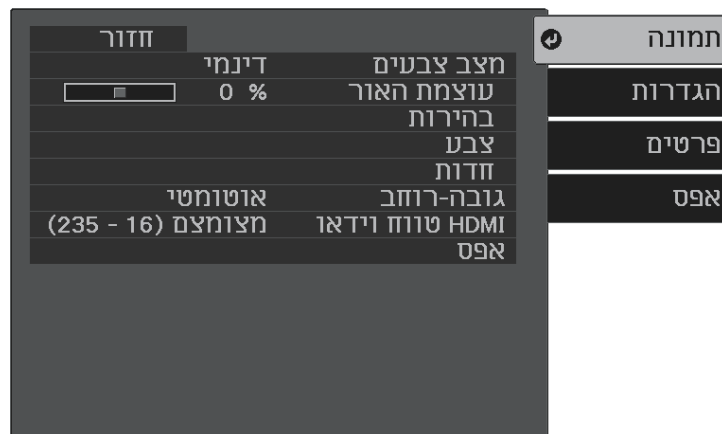 תמונה
הגדרות
פרטים
אפס
חזור
מצב צבעים דינמי
עוצמת האור 0 %
בהירות
צבע
חדות
גובה-רוחב אוטומטי
HDMI טווח וידאו מצומצם (16 - 235)
אפס